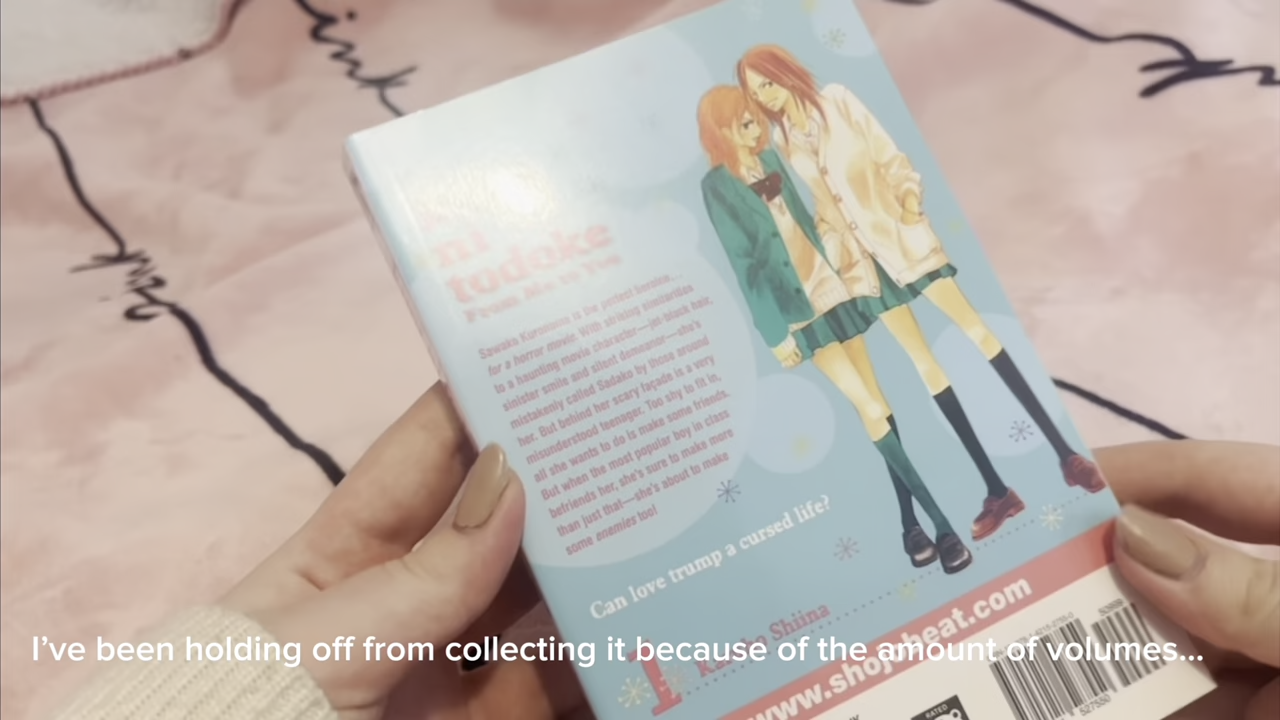 ink
ni
todoke
From Me to You
Sawako Kuronuma is the perfect heroine...
for a horror movie. With striking similarities
to a haunting movie character—jet-black hair,
sinister smile and silent demeanor—she's
mistakenly called Sadako by those around
her. But behind her scary façade is a very
misunderstood teenager. Too shy to fit in,
all she wants to do is make some friends.
But when the most popular boy in class
befriends her, she's sure to make more
than just that—she's about to make
some enemies too!
Can love trump a cursed life?
1
Karuho Shiina
www.shojobeat.com
I've been holding off from collecting it because of the amount of volumes...
RATED